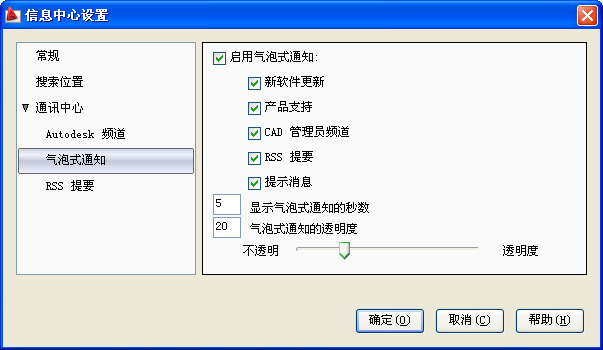 信息中心设置
常规
搜索位置
通讯中心
Autodesk 频道
气泡式通知
RSS 提要
启用气泡式通知:
新软件更新
产品支持
CAD 管理员频道
RSS 提要
提示消息
5 显示气泡式通知的秒数
20 气泡式通知的透明度
不透明 透明度
确定(O) 取消(C) 帮助(H)